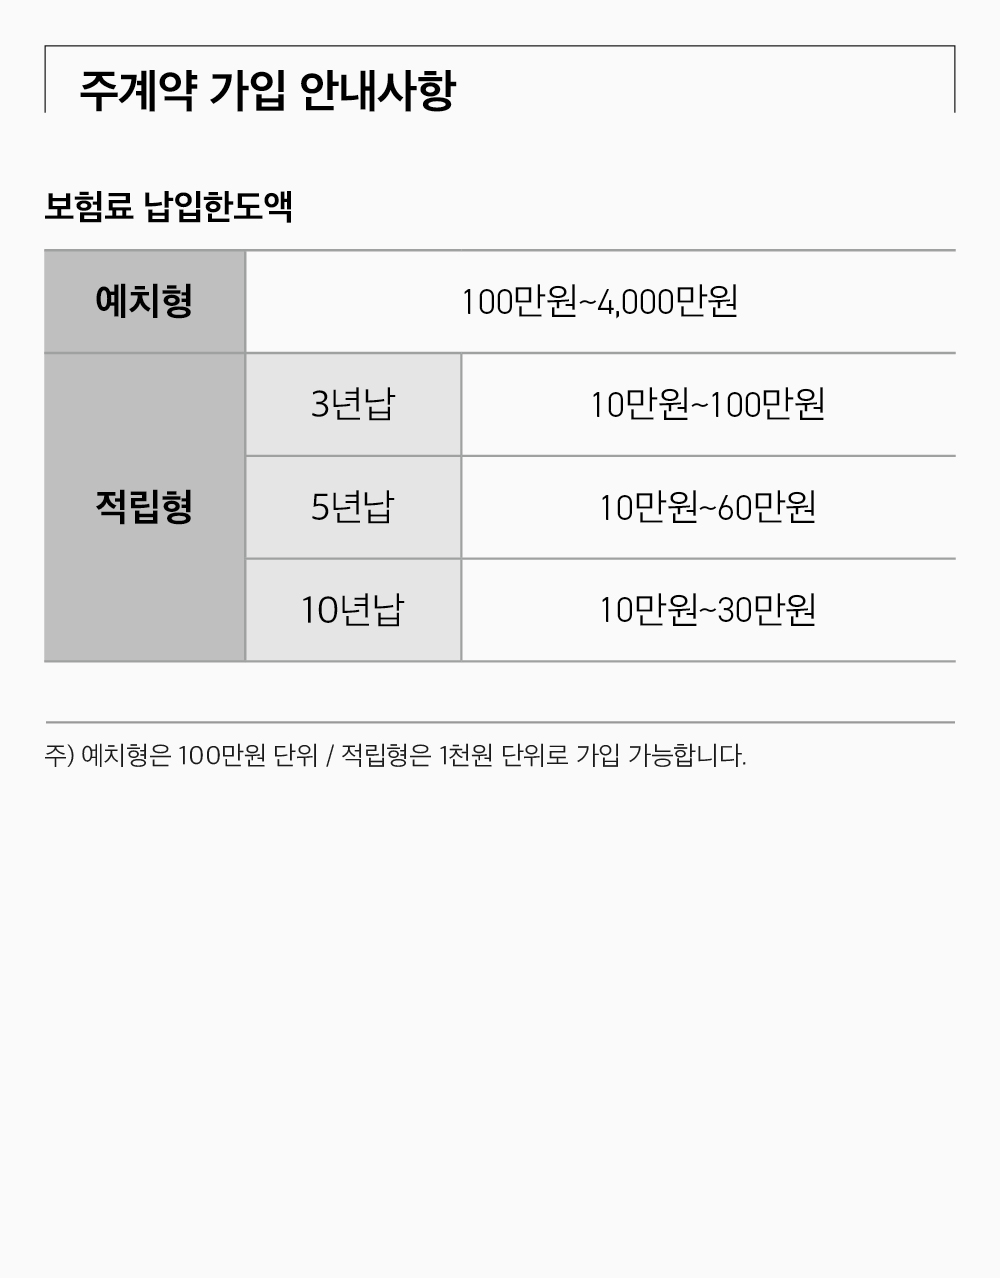 주계약 가입 안내사항
보험료 납입한도액
예치형 100만원~4,000만원
적립형
3년납 10만원~100만원
5년납 10만원~60만원
10년납 10만원~30만원
주) 예치형은 100만원 단위 / 적립형은 1천원 단위로 가입 가능합니다.